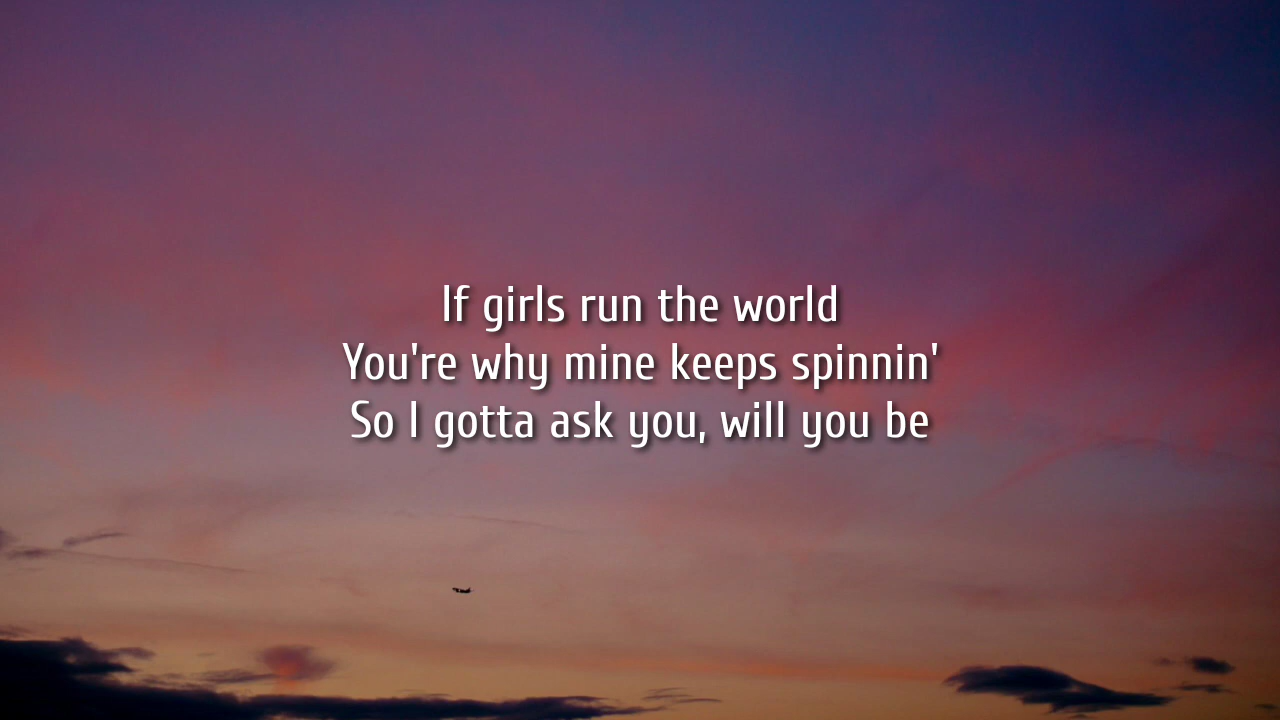 If girls run the world
You're why mine keeps spinnin'
So I gotta ask you, will you be